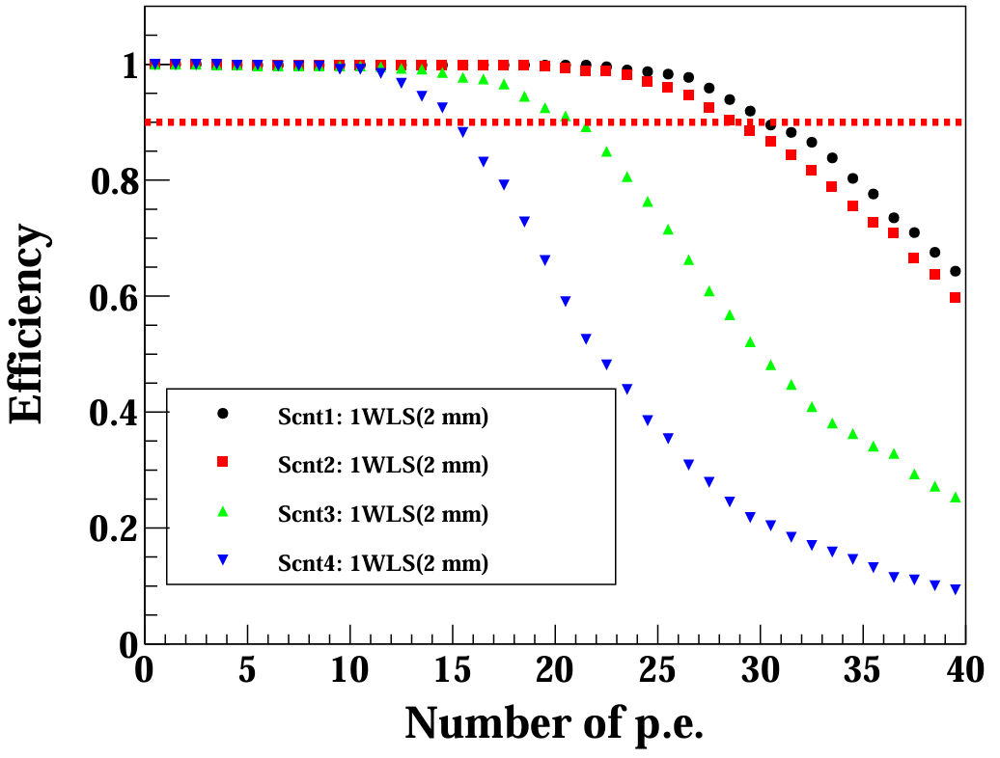 1
0.8
0.6
0.4
0.2
0
Efficiency
Scnt1: 1WLS(2 mm)
Scnt2: 1WLS(2 mm)
Scnt3: 1WLS(2 mm)
Scnt4: 1WLS(2 mm)
0 5 10 15 20 25 30 35 40
Number of p.e.